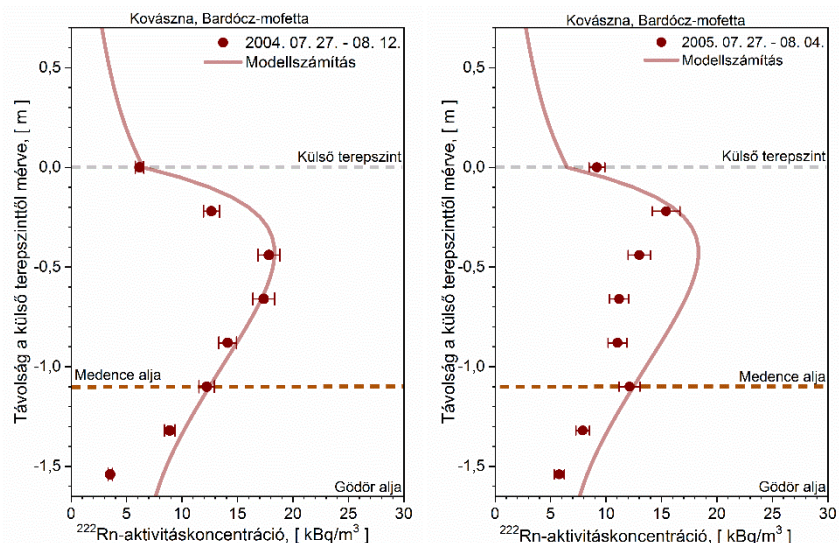 Kovászna, Bardócz-mofetta
2004. 07. 27. - 08. 12.
Modellszámítás
Távolság a külső terepszinttől mérve, [ m ]
0,5
0,0
-0,5
-1,0
-1,5
Külső terepszint
Medence alja
Gödör alja
0 5 10 15 20 25 30
²²²Rn-aktivitáskoncentráció, [ kBq/m³ ]
Kovászna, Bardócz-mofetta
2005. 07. 27. - 08. 04.
Modellszámítás
Távolság a külső terepszinttől mérve, [ m ]
0,5
0,0
-0,5
-1,0
-1,5
Külső terepszint
Medence alja
Gödör alja
0 5 10 15 20 25 30
²²²Rn-aktivitáskoncentráció, [ kBq/m³ ]